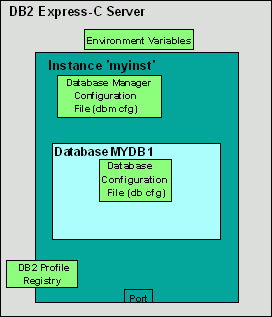 DB2 Express-C Server
Environment Variables
Instance 'myinst'
Database Manager
Configuration
File (dbm cfg)
Database MYDB1
Database
Configuration
File (db cfg)
DB2 Profile
Registry
Port